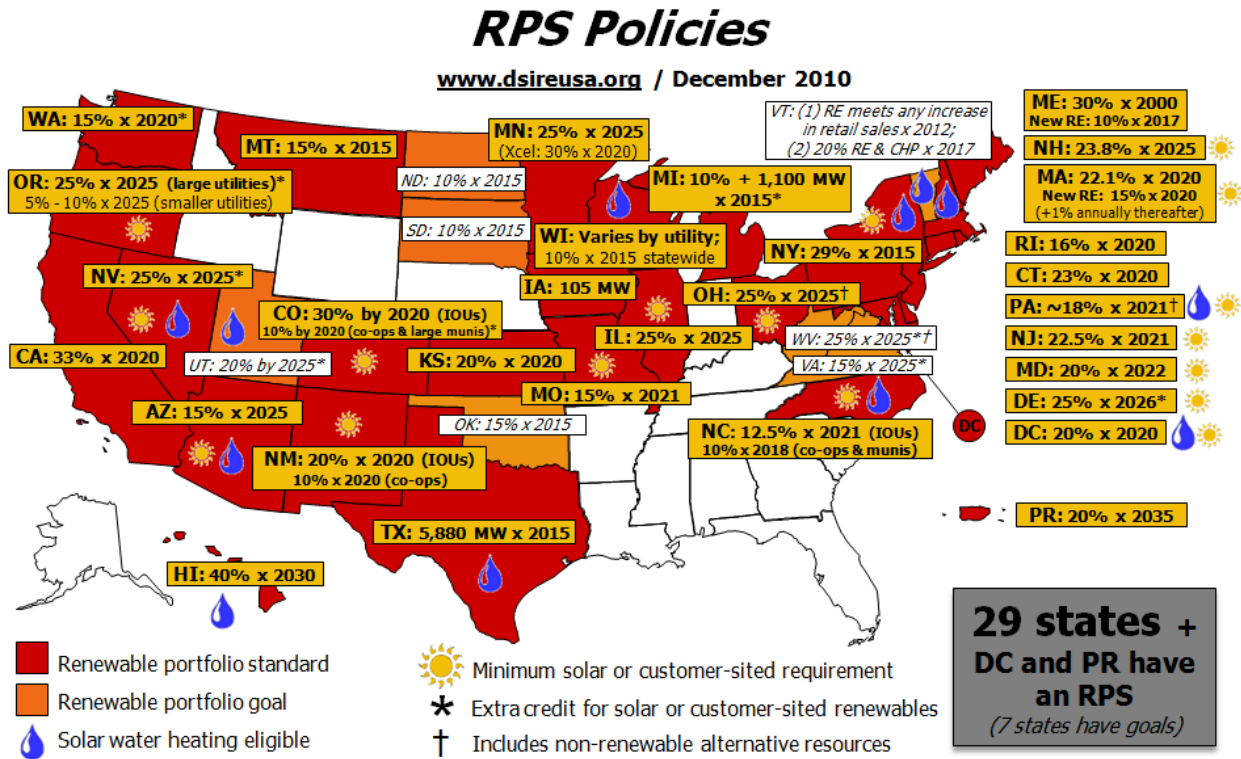 RPS Policies
www.dsireusa.org / December 2010
WA: 15% x 2020*
MT: 15% x 2015
MN: 25% x 2025
(Xcel: 30% x 2020)
VT: (1) RE meets any increase
in retail sales x 2012;
(2) 20% RE & CHP x 2017
ME: 30% x 2000
New RE: 10% x 2017
NH: 23.8% x 2025
OR: 25% x 2025 (large utilities)*
5% - 10% x 2025 (smaller utilities)
ND: 10% x 2015
MI: 10% + 1,100 MW
x 2015*
MA: 22.1% x 2020
New RE: 15% x 2020
(+1% annually thereafter)
SD: 10% x 2015
WI: Varies by utility;
10% x 2015 statewide
NY: 29% x 2015
RI: 16% x 2020
NV: 25% x 2025*
IA: 105 MW
OH: 25% x 2025†
CT: 23% x 2020
CO: 30% by 2020 (IOUs)
10% by 2020 (co-ops & large munis)*
PA: ~18% x 2021†
CA: 33% x 2020
UT: 20% by 2025*
KS: 20% x 2020
IL: 25% x 2025
WV: 25% x 2025*†
VA: 15% x 2025*
NJ: 22.5% x 2021
MD: 20% x 2022
AZ: 15% x 2025
OK: 15% x 2015
MO: 15% x 2021
DE: 25% x 2026*
DC
DC: 20% x 2020
NM: 20% x 2020 (IOUs)
10% x 2020 (co-ops)
NC: 12.5% x 2021 (IOUs)
10% x 2018 (co-ops & munis)
TX: 5,880 MW x 2015
PR: 20% x 2035
HI: 40% x 2030
Renewable portfolio standard
Renewable portfolio goal
Solar water heating eligible
Minimum solar or customer-sited requirement
* Extra credit for solar or customer-sited renewables
† Includes non-renewable alternative resources
29 states +
DC and PR have
an RPS
(7 states have goals)